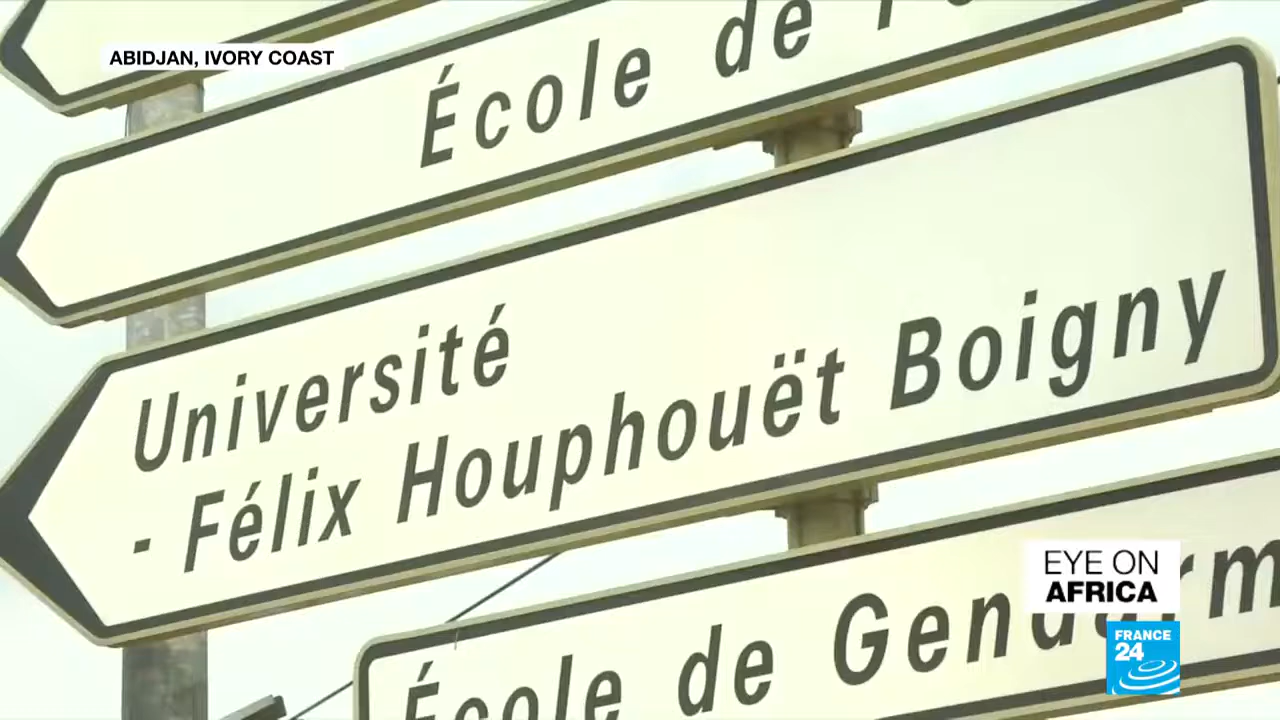 ABIDJAN, IVORY COAST
École de
Université
- Félix Houphouët Boigny
École de
EYE ON
AFRICA
FRANCE
24